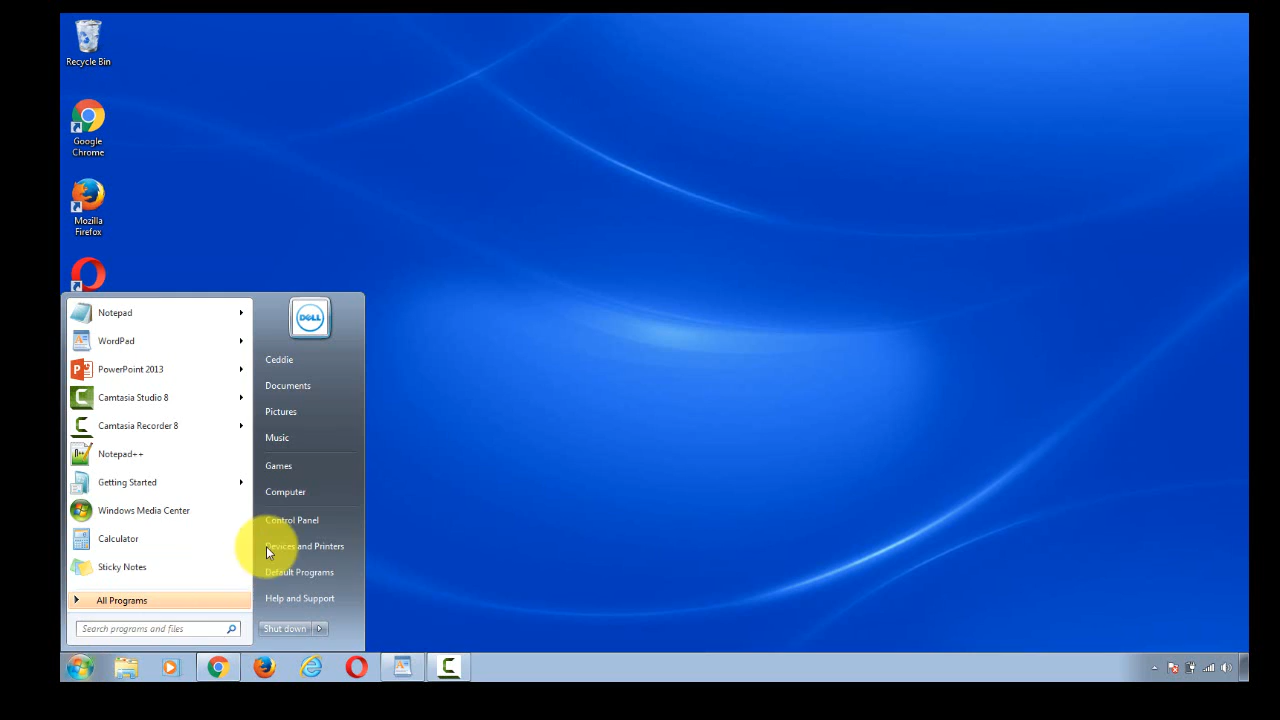 Recycle Bin
Google
Chrome
Mozilla
Firefox
Notepad
WordPad
PowerPoint 2013
Camtasia Studio 8
Camtasia Recorder 8
Notepad++
Getting Started
Windows Media Center
Calculator
Sticky Notes
All Programs
Search programs and files
DELL
Ceddie
Documents
Pictures
Music
Games
Computer
Control Panel
Devices and Printers
Default Programs
Help and Support
Shut down